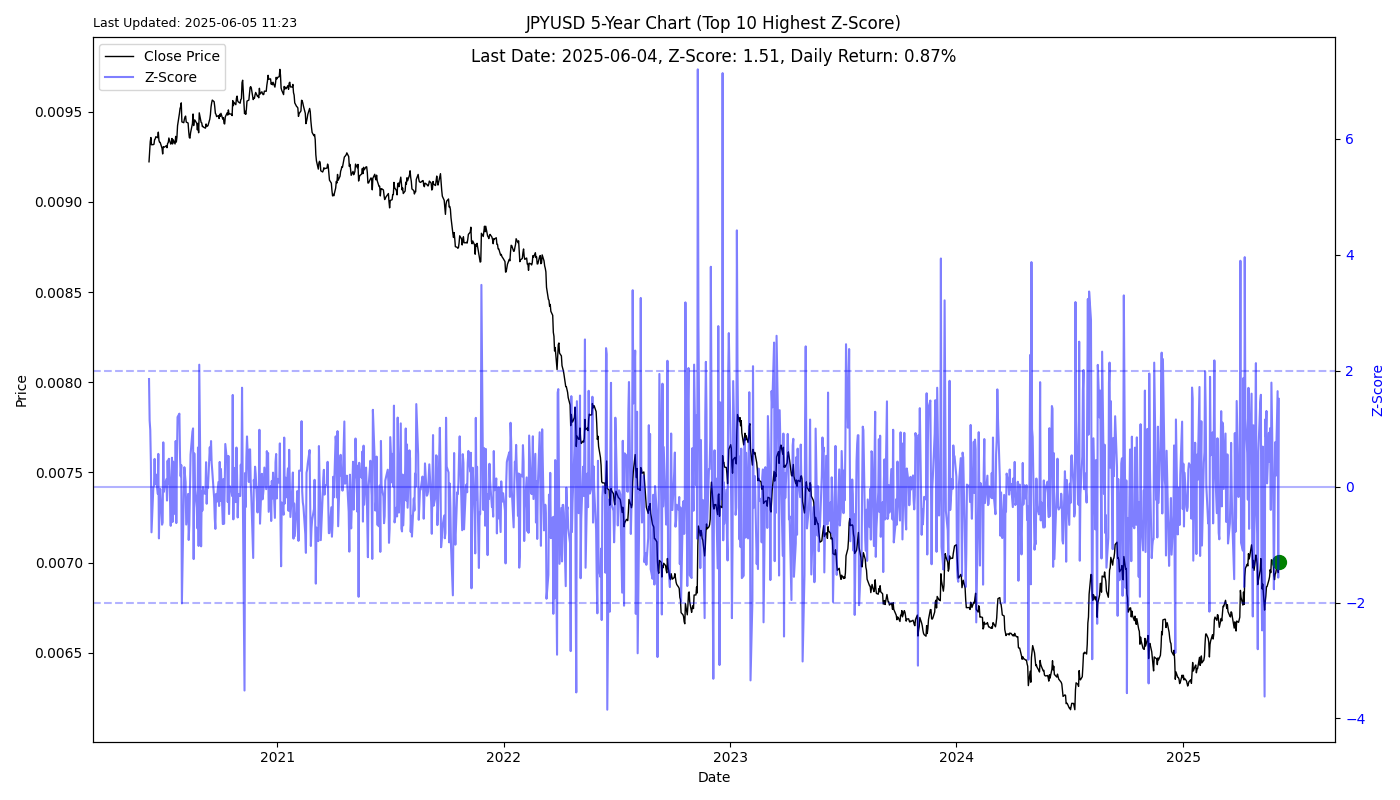 Last Updated: 2025-06-05 11:23
JPYUSD 5-Year Chart (Top 10 Highest Z-Score)
Last Date: 2025-06-04, Z-Score: 1.51, Daily Return: 0.87%
Close Price
Z-Score
0.0095
0.0090
0.0085
0.0080
0.0075
0.0070
0.0065
Price
6
4
2
0
−2
−4
Z-Score
2021
2022
2023
2024
2025
Date